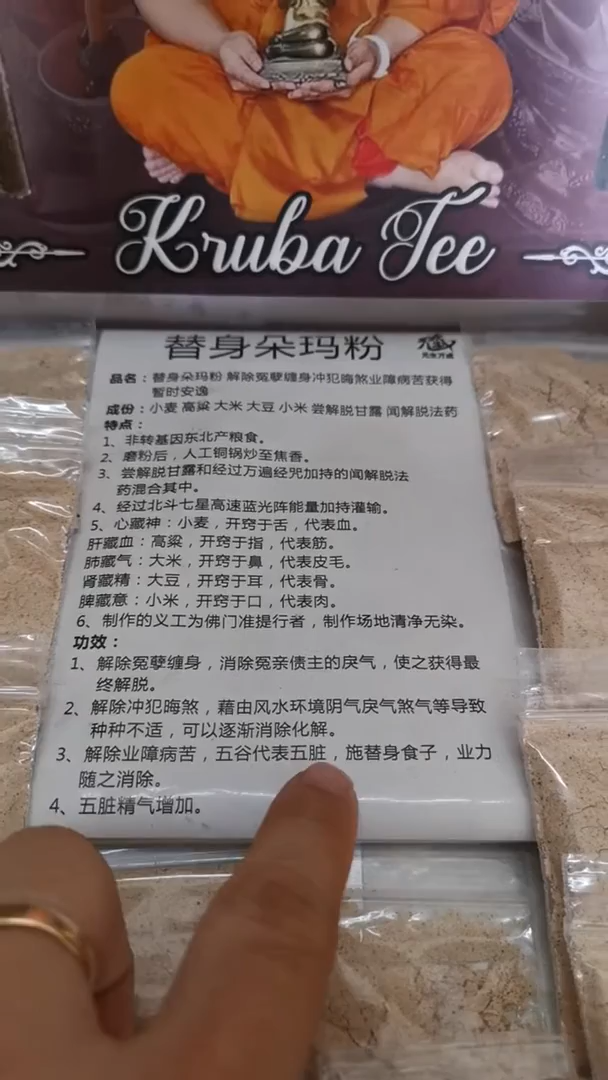 Kruba Tee
替身朵玛粉
品名：替身朵玛粉 解除冤孽缠身冲犯晦煞业障病苦获得
暂时安逸
成份：小麦 高粱 大米 大豆 小米 尝解脱甘露 闻解脱法药
特点：
1、非转基因东北产粮食。
2、磨粉后，人工铜锅炒至焦香。
3、尝解脱甘露和经过万遍经咒加持的闻解脱法
药混合其中。
4、经过北斗七星高速蓝光阵能量加持灌输。
5、心藏神：小麦，开窍于舌，代表血。
肝藏血：高粱，开窍于指，代表筋。
肺藏气：大米，开窍于鼻，代表皮毛。
肾藏精：大豆，开窍于耳，代表骨。
脾藏意：小米，开窍于口，代表肉。
6、制作的义工为佛门准提行者，制作场地清净无染。
功效：
1、解除冤孽缠身，消除冤亲债主的戾气，使之获得最
终解脱。
2、解除冲犯晦煞，藉由风水环境阴气戾气煞气等导致
种种不适，可以逐渐消除化解。
3、解除业障病苦，五谷代表五脏，施替身食子，业力
随之消除。
4、五脏精气增加。